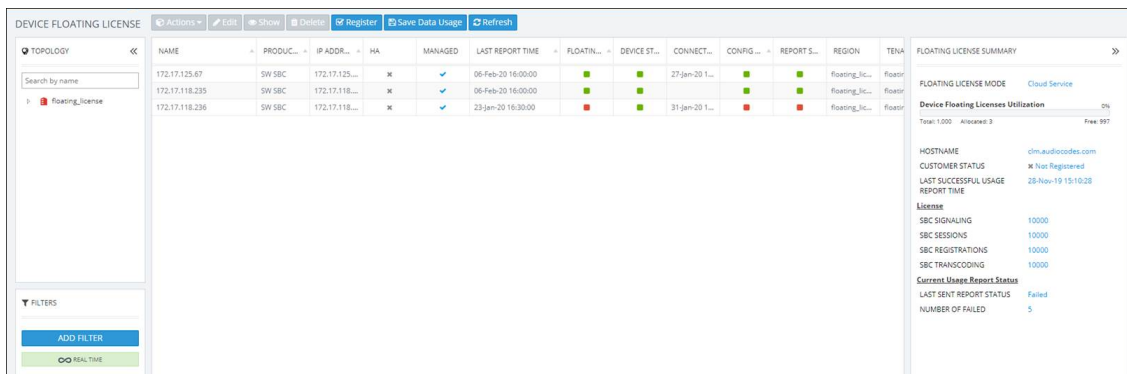 DEVICE FLOATING LICENSE
Actions Edit Show Delete Register Save Data Usage Refresh
TOPOLOGY
Search by name
floating_license
FILTERS
ADD FILTER
REAL TIME
NAME PRODUC... IP ADDR... HA MANAGED LAST REPORT TIME FLOATIN... DEVICE ST... CONNECT... CONFIG ... REPORT S... REGION TENA
172.17.125.67 SW SBC 172.17.125.... 06-Feb-20 16:00:00 27-Jan-20 1... floating_lic... floatin
172.17.118.235 SW SBC 172.17.118.... 06-Feb-20 16:00:00 floating_lic... floatin
172.17.118.236 SW SBC 172.17.118.... 23-Jan-20 16:30:00 31-Jan-20 1... floating_lic... floatin
FLOATING LICENSE SUMMARY
FLOATING LICENSE MODE Cloud Service
Device Floating Licenses Utilization 0%
Total: 1,000 Allocated: 3 Free: 997
HOSTNAME clm.audiocodes.com
CUSTOMER STATUS Not Registered
LAST SUCCESSFUL USAGE 28-Nov-19 15:10:28
REPORT TIME
License
SBC SIGNALING 10000
SBC SESSIONS 10000
SBC REGISTRATIONS 10000
SBC TRANSCODING 10000
Current Usage Report Status
LAST SENT REPORT STATUS Failed
NUMBER OF FAILED 5